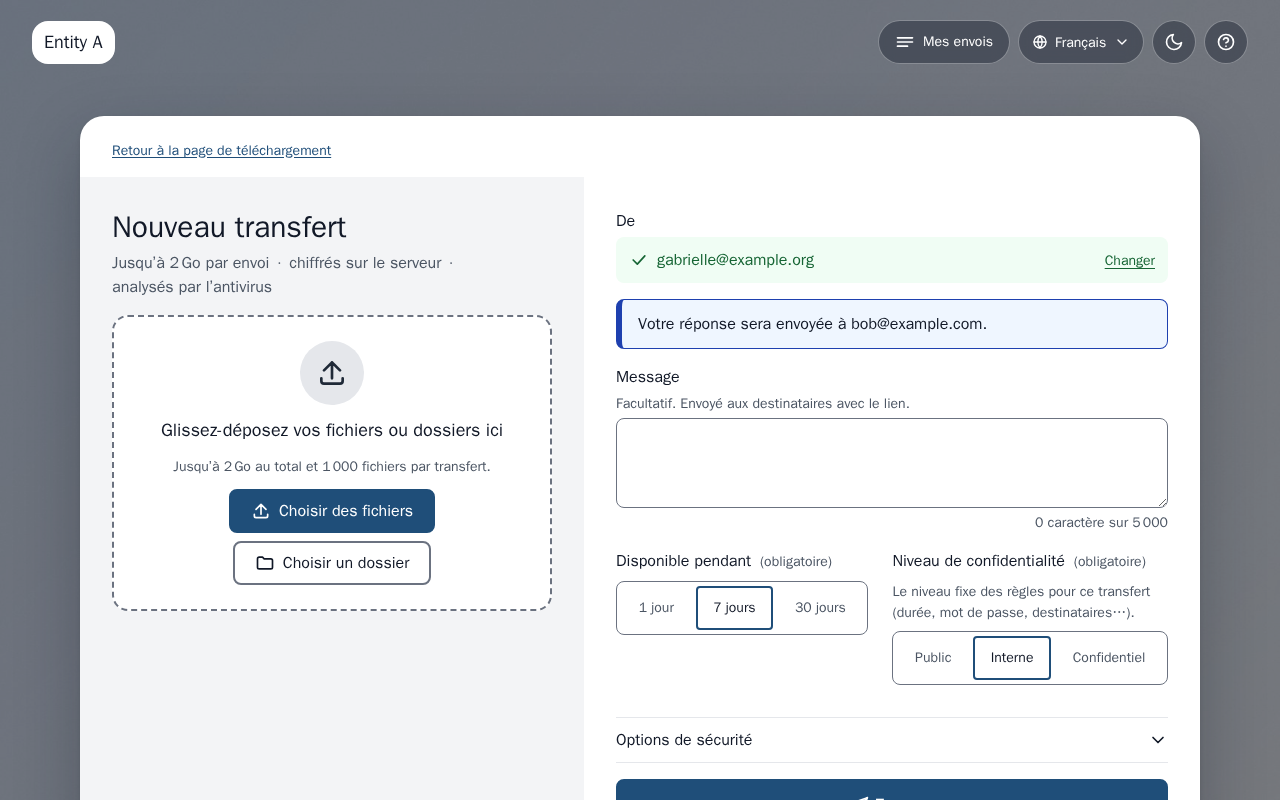 Entity A
Mes envois
Français
Retour à la page de téléchargement
Nouveau transfert
Jusqu'à 2 Go par envoi · chiffrés sur le serveur ·
analysés par l'antivirus
Glissez-déposez vos fichiers ou dossiers ici
Jusqu'à 2 Go au total et 1 000 fichiers par transfert.
Choisir des fichiers
Choisir un dossier
De
gabrielle@example.org
Changer
Votre réponse sera envoyée à bob@example.com.
Message
Facultatif. Envoyé aux destinataires avec le lien.
0 caractère sur 5 000
Disponible pendant (obligatoire)
1 jour
7 jours
30 jours
Niveau de confidentialité (obligatoire)
Le niveau fixe des règles pour ce transfert
(durée, mot de passe, destinataires…).
Public
Interne
Confidentiel
Options de sécurité